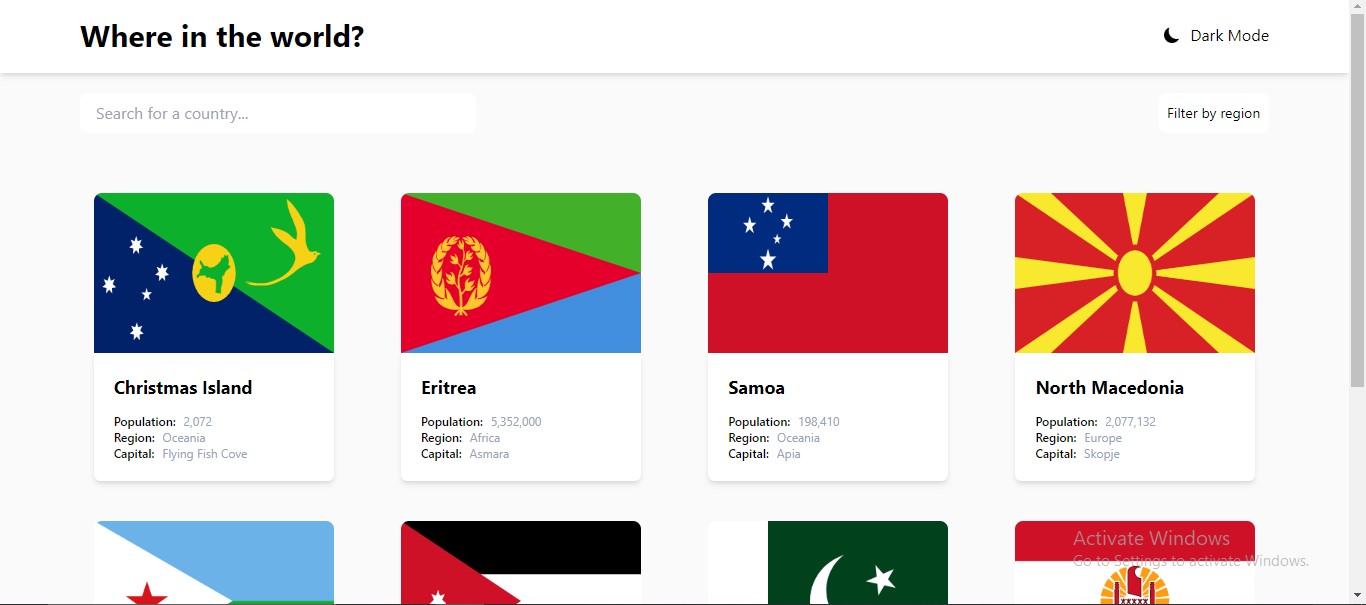 Where in the world?
Dark Mode
Search for a country...
Filter by region
Christmas Island
Population: 2,072
Region: Oceania
Capital: Flying Fish Cove
Eritrea
Population: 5,352,000
Region: Africa
Capital: Asmara
Samoa
Population: 198,410
Region: Oceania
Capital: Apia
North Macedonia
Population: 2,077,132
Region: Europe
Capital: Skopje
Activate Windows
Go to Settings to activate Windows.